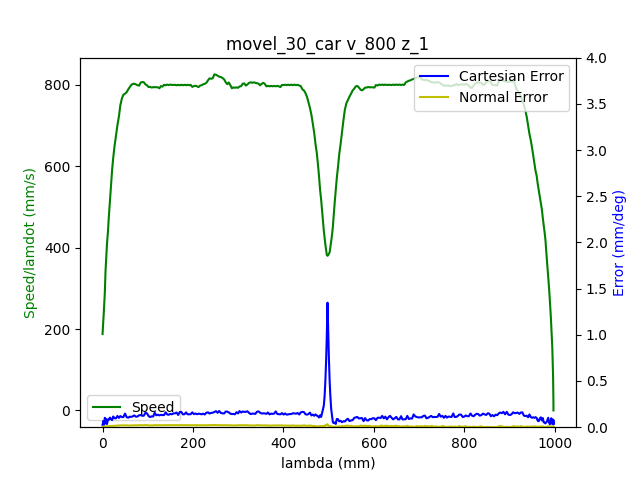 movel_30_car v_800 z_1
Cartesian Error
Normal Error
Speed
Speed/lamdot (mm/s)
800
600
400
200
0
4.0
3.5
3.0
2.5
2.0
1.5
1.0
0.5
0.0
Error (mm/deg)
0 200 400 600 800 1000
lambda (mm)